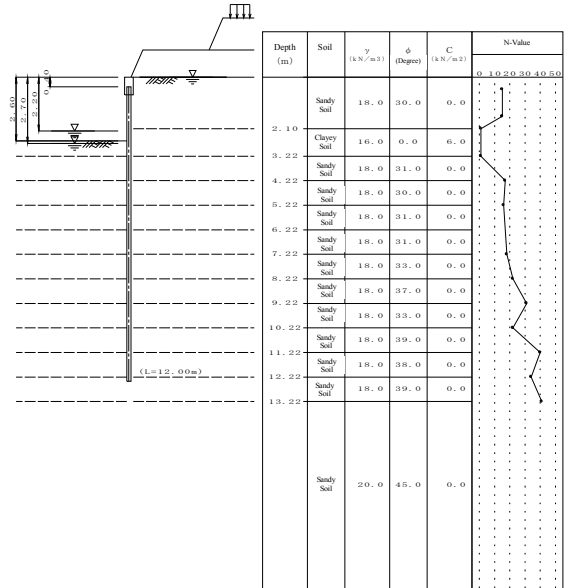 Depth (m) Soil γ (kN/m3) φ (Degree) C (kN/m2) N-Value
0 10 20 30 40 50
0.40
2.20
2.70
2.60
Sandy Soil 18.0 30.0 0.0
2.10
Clayey Soil 16.0 0.0 6.0
3.22
Sandy Soil 18.0 31.0 0.0
4.22
Sandy Soil 18.0 30.0 0.0
5.22
Sandy Soil 18.0 31.0 0.0
6.22
Sandy Soil 18.0 31.0 0.0
7.22
Sandy Soil 18.0 33.0 0.0
8.22
Sandy Soil 18.0 37.0 0.0
9.22
Sandy Soil 18.0 33.0 0.0
10.22
Sandy Soil 18.0 39.0 0.0
11.22
Sandy Soil 18.0 38.0 0.0
(L=12.00m)
12.22
Sandy Soil 18.0 39.0 0.0
13.22
Sandy Soil 20.0 45.0 0.0